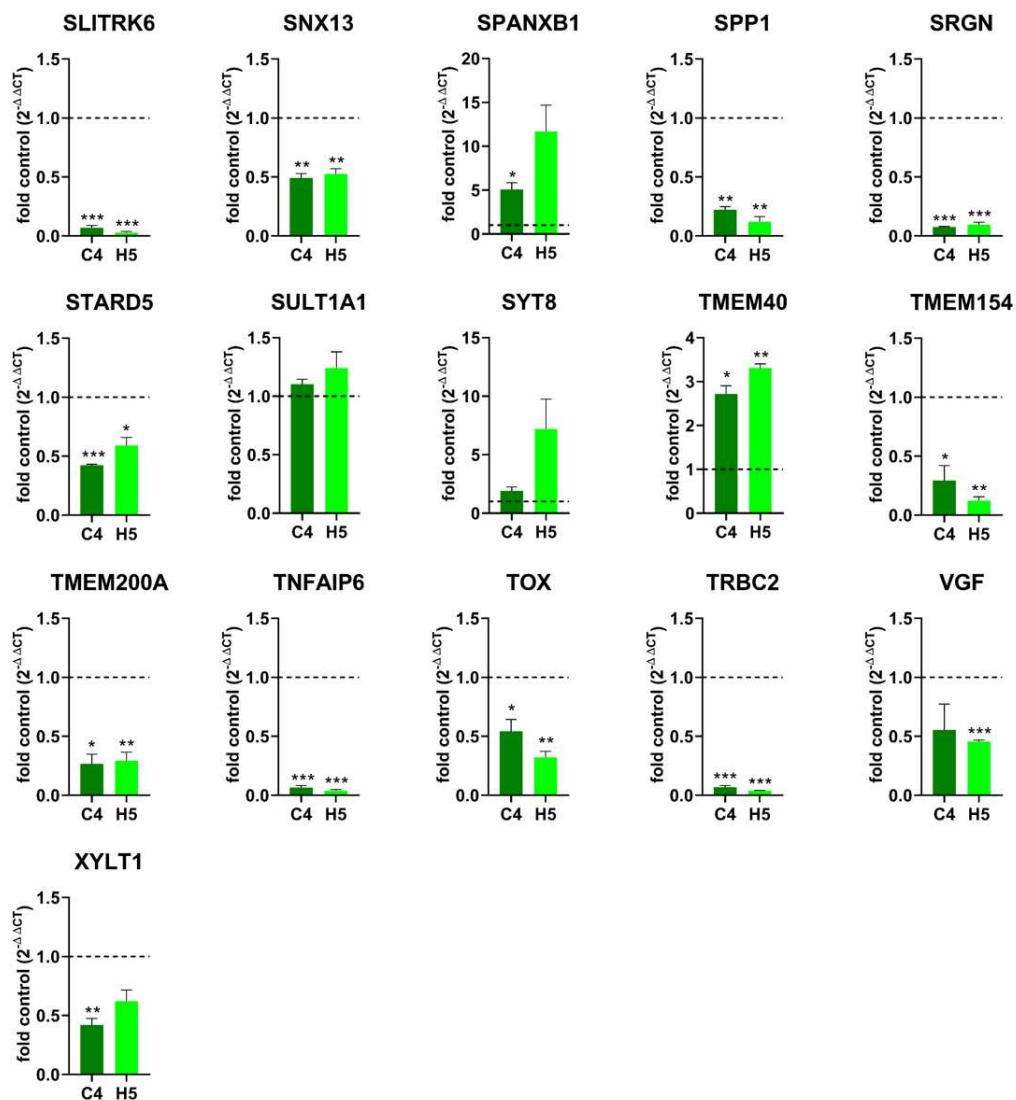 SLITRK6
fold control (2-ΔΔCT)
1.5
1.0
0.5
0.0
***
***
C4 H5
SNX13
fold control (2-ΔΔCT)
1.5
1.0
0.5
0.0
**
**
C4 H5
SPANXB1
fold control (2-ΔΔCT)
20
15
10
5
0
*
C4 H5
SPP1
fold control (2-ΔΔCT)
1.5
1.0
0.5
0.0
**
**
C4 H5
SRGN
fold control (2-ΔΔCT)
1.5
1.0
0.5
0.0
***
***
C4 H5
STARD5
fold control (2-ΔΔCT)
1.5
1.0
0.5
0.0
***
*
C4 H5
SULT1A1
fold control (2-ΔΔCT)
1.5
1.0
0.5
0.0
C4 H5
SYT8
fold control (2-ΔΔCT)
15
10
5
0
C4 H5
TMEM40
fold control (2-ΔΔCT)
4
3
2
1
0
*
**
C4 H5
TMEM154
fold control (2-ΔΔCT)
1.5
1.0
0.5
0.0
*
**
C4 H5
TMEM200A
fold control (2-ΔΔCT)
1.5
1.0
0.5
0.0
*
**
C4 H5
TNFAIP6
fold control (2-ΔΔCT)
1.5
1.0
0.5
0.0
***
***
C4 H5
TOX
fold control (2-ΔΔCT)
1.5
1.0
0.5
0.0
*
**
C4 H5
TRBC2
fold control (2-ΔΔCT)
1.5
1.0
0.5
0.0
***
***
C4 H5
VGF
fold control (2-ΔΔCT)
1.5
1.0
0.5
0.0
***
C4 H5
XYLT1
fold control (2-ΔΔCT)
1.5
1.0
0.5
0.0
**
C4 H5